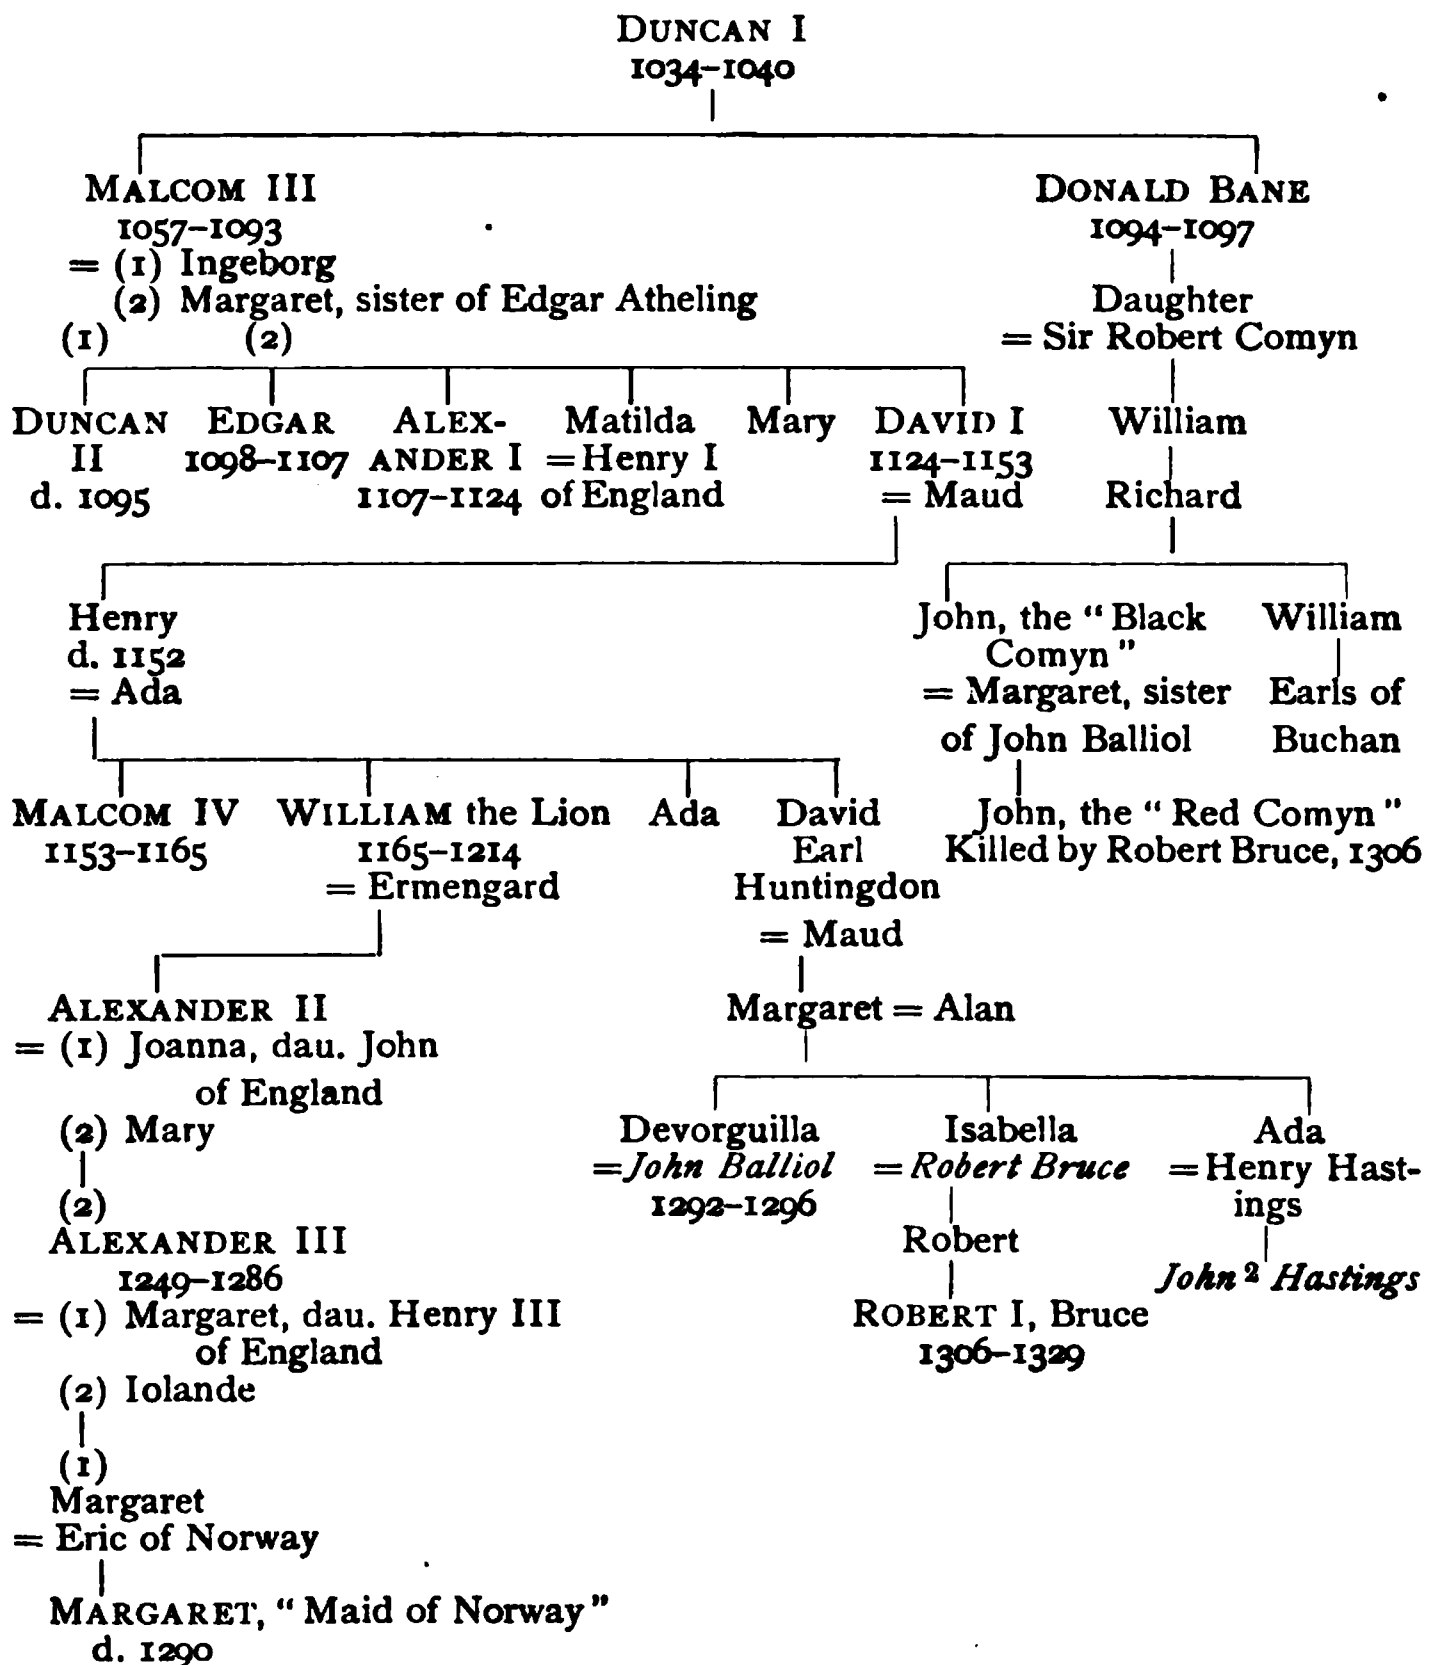 DUNCAN I
1034–1040
MALCOM III
1057–1093
= (1) Ingeborg
(2) Margaret, sister of Edgar Atheling
(1) (2)
DONALD BANE
1094–1097
Daughter
= Sir Robert Comyn
DUNCAN
II
d. 1095
EDGAR
1098–1107
ALEX-
ANDER I
1107–1124
Matilda
= Henry I
of England
Mary
DAVID I
1124–1153
= Maud
William
Richard
Henry
d. 1152
= Ada
John, the “Black
Comyn”
= Margaret, sister
of John Balliol
William
Earls of
Buchan
MALCOM IV
1153–1165
WILLIAM the Lion
1165–1214
= Ermengard
Ada
David
Earl
Huntingdon
= Maud
John, the “Red Comyn”
Killed by Robert Bruce, 1306
ALEXANDER II
= (1) Joanna, dau. John
of England
(2) Mary
(2)
ALEXANDER III
1249–1286
= (1) Margaret, dau. Henry III
of England
(2) Iolande
(1)
Margaret
= Eric of Norway
MARGARET, “Maid of Norway”
d. 1290
Margaret = Alan
Devorguilla
= John Balliol
1292–1296
Isabella
= Robert Bruce
Robert
ROBERT I, Bruce
1306–1329
Ada
= Henry Hast-
ings
John ² Hastings